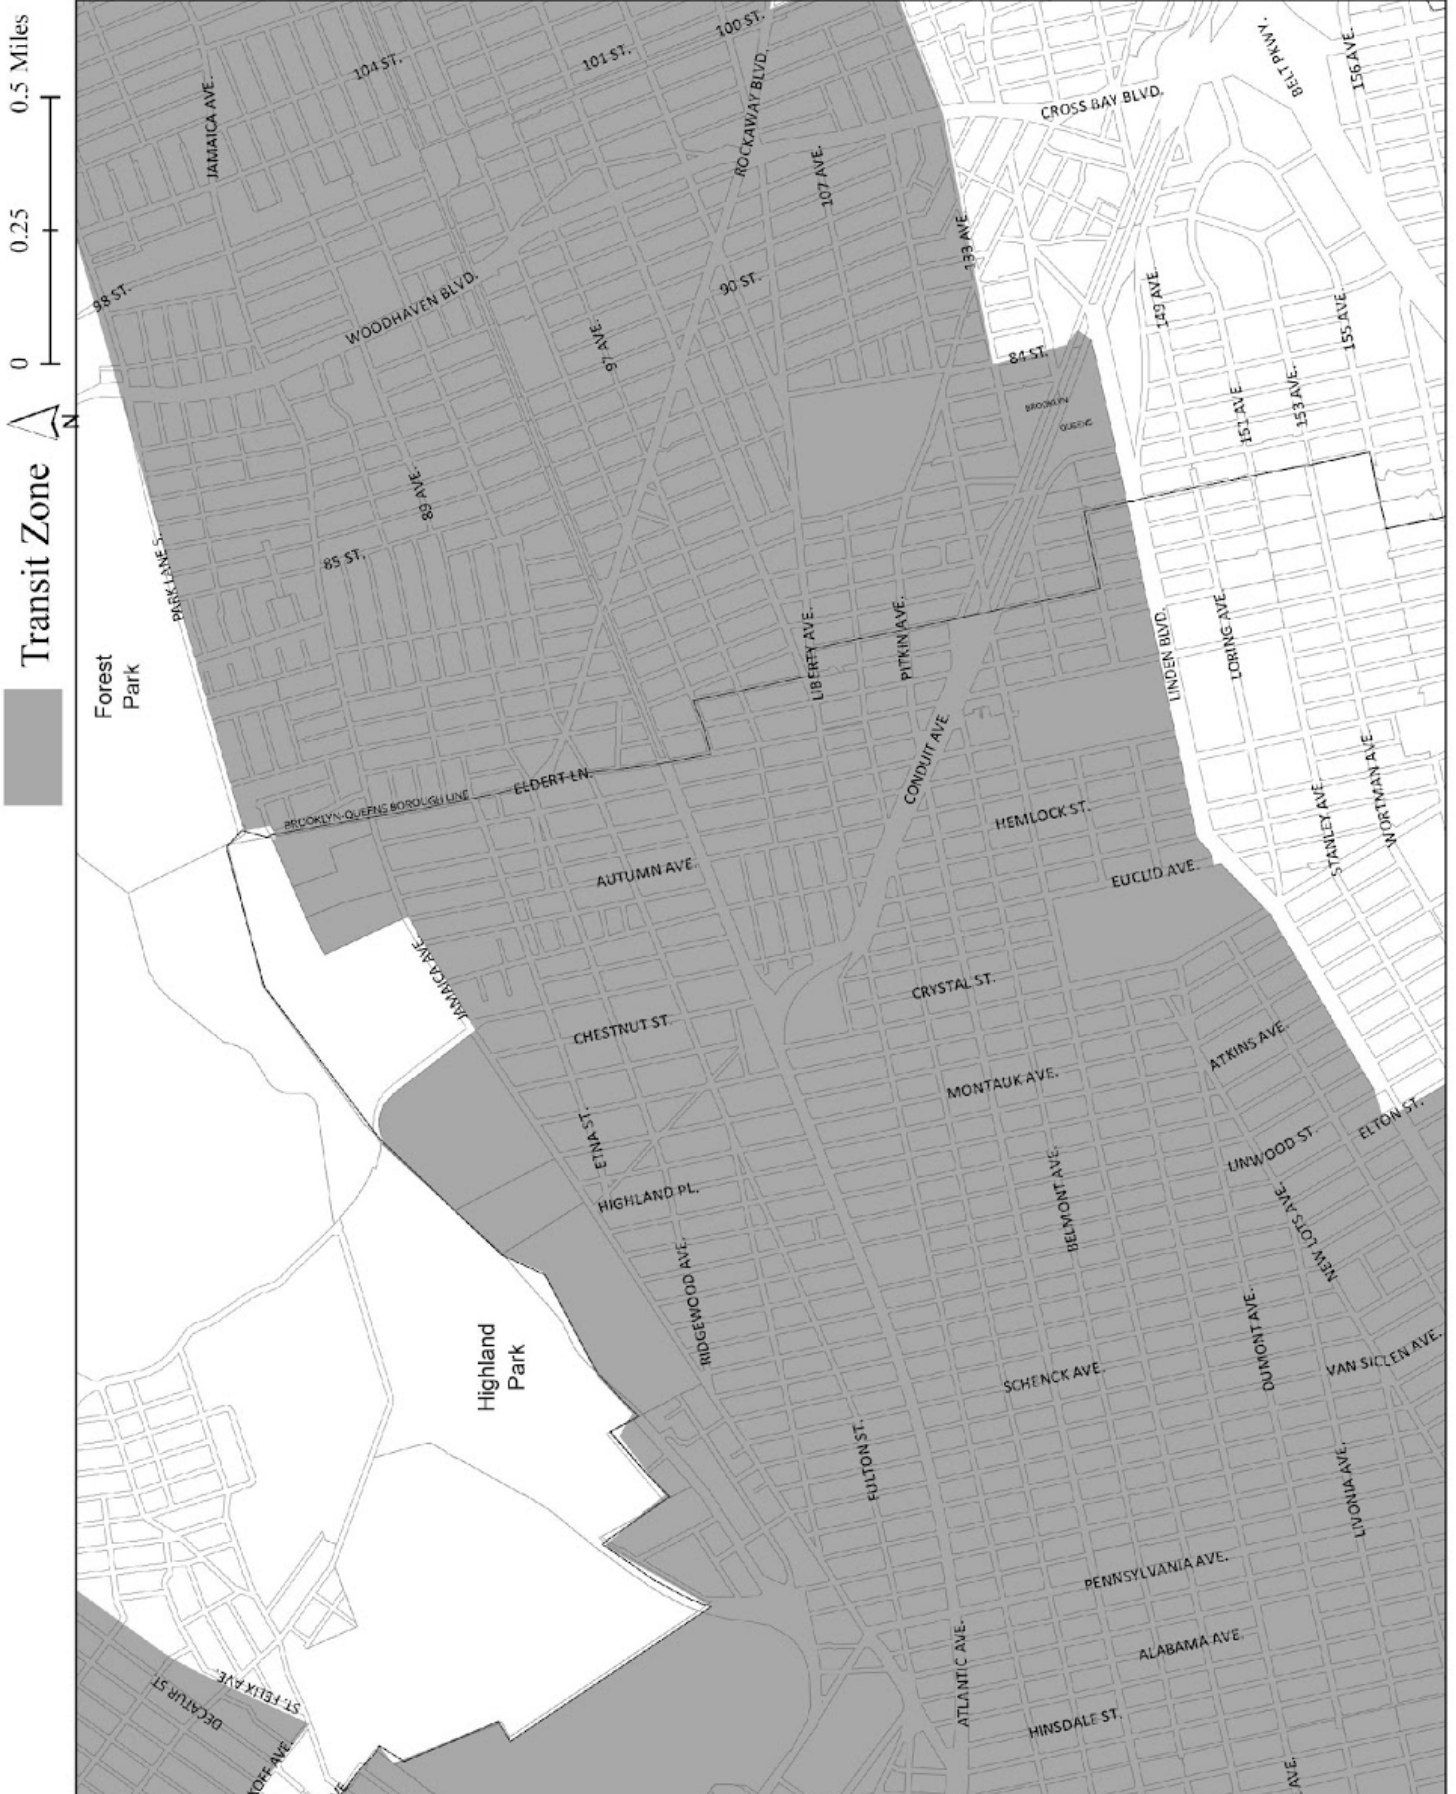 Transit Zone
N
0
0.25
0.5 Miles
Forest
Park
PARK LANE S.
98 ST.
JAMAICA AVE.
104 ST.
101 ST.
100 ST.
ROCKAWAY BLVD.
107 AVE.
CROSS BAY BLVD.
BELT PKWY.
156 AVE.
WOODHAVEN BLVD.
97 AVE.
90 ST.
133 AVE.
149 AVE.
155 AVE.
84 ST.
BROOKLYN
QUEENS
151 AVE.
153 AVE.
89 AVE.
85 ST.
LIBERTY AVE.
PITKIN AVE.
LINDEN BLVD.
LORING AVE.
BROOKLYN-QUEENS BOROUGH LINE
ELDERT LN.
CONDUIT AVE.
HEMLOCK ST.
STANLEY AVE.
WORTMAN AVE.
AUTUMN AVE.
EUCLID AVE.
JAMAICA AVE.
CHESTNUT ST.
CRYSTAL ST.
ATKINS AVE.
MONTAUK AVE.
ETNA ST.
HIGHLAND PL.
BELMONT AVE.
LINWOOD ST.
ELTON ST.
NEW LOTS AVE.
RIDGEWOOD AVE.
Highland
Park
SCHENCK AVE.
DUMONT AVE.
VAN SICLEN AVE.
FULTON ST.
LIVONIA AVE.
PENNSYLVANIA AVE.
ALABAMA AVE.
ATLANTIC AVE.
HINSDALE ST.
ST. FELIX AVE.
DECATUR ST
KOFF AVE.
VE.
AVE.